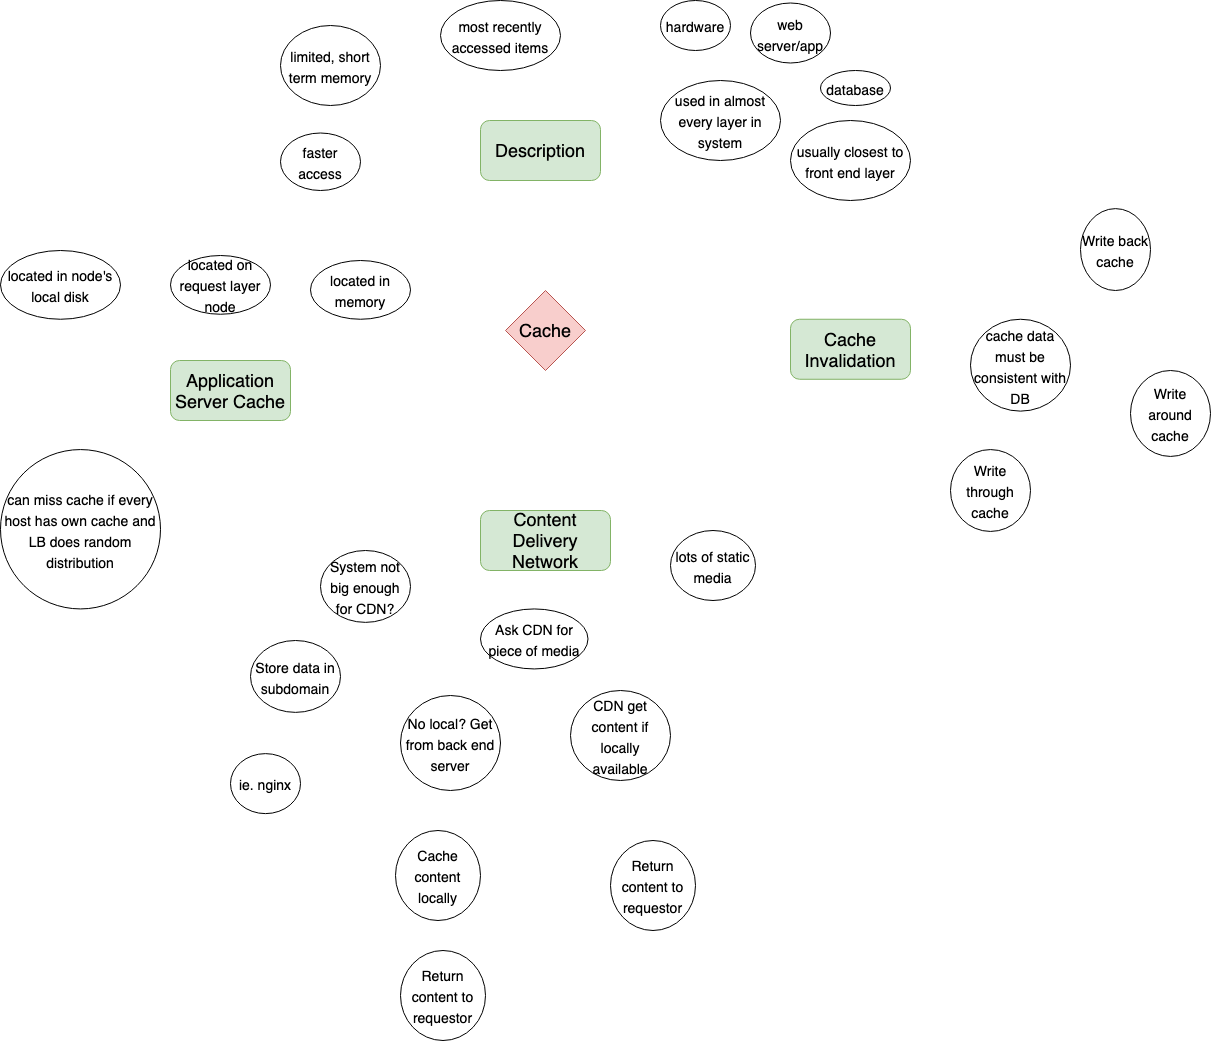 most recently
accessed items
hardware
web
server/app
limited, short
term memory
database
used in almost
every layer in
system
Description
usually closest to
front end layer
faster
access
Write back
cache
located in node's
local disk
located on
request layer
node
located in
memory
Cache
Cache
Invalidation
cache data
must be
consistent with
DB
Application
Server Cache
Write
around
cache
can miss cache if every
host has own cache and
LB does random
distribution
Write
through
cache
Content
Delivery
Network
System not
big enough
for CDN?
lots of static
media
Ask CDN for
piece of media
Store data in
subdomain
No local? Get
from back end
server
CDN get
content if
locally
available
ie. nginx
Cache
content
locally
Return
content to
requestor
Return
content to
requestor